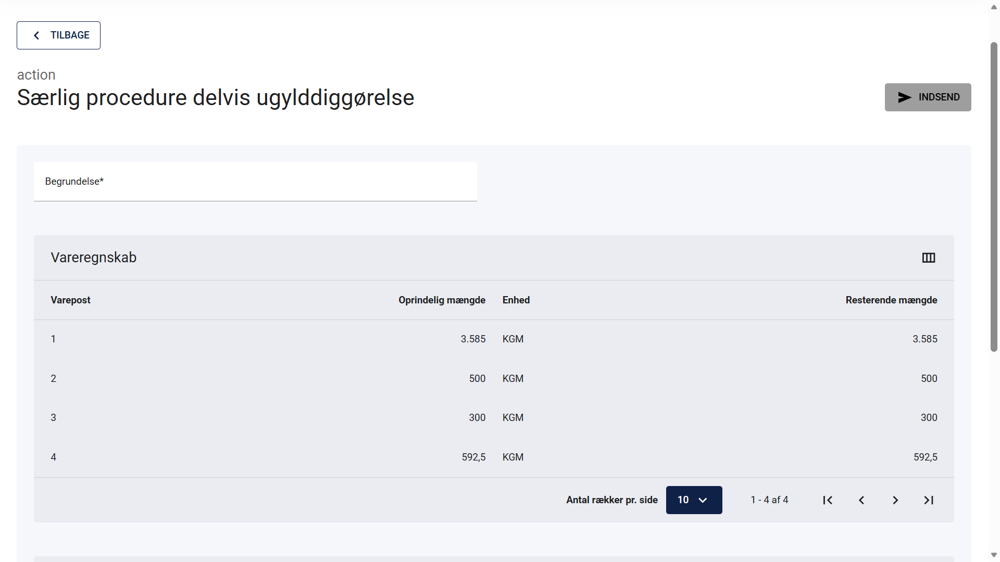 TILBAGE
action
Særlig procedure delvis ugylddiggørelse
INDSEND
Begrundelse*
Vareregnskab
Varepost Oprindelig mængde Enhed Resterende mængde
1 3.585 KGM 3.585
2 500 KGM 500
3 300 KGM 300
4 592,5 KGM 592,5
Antal rækker pr. side 10 1 - 4 af 4